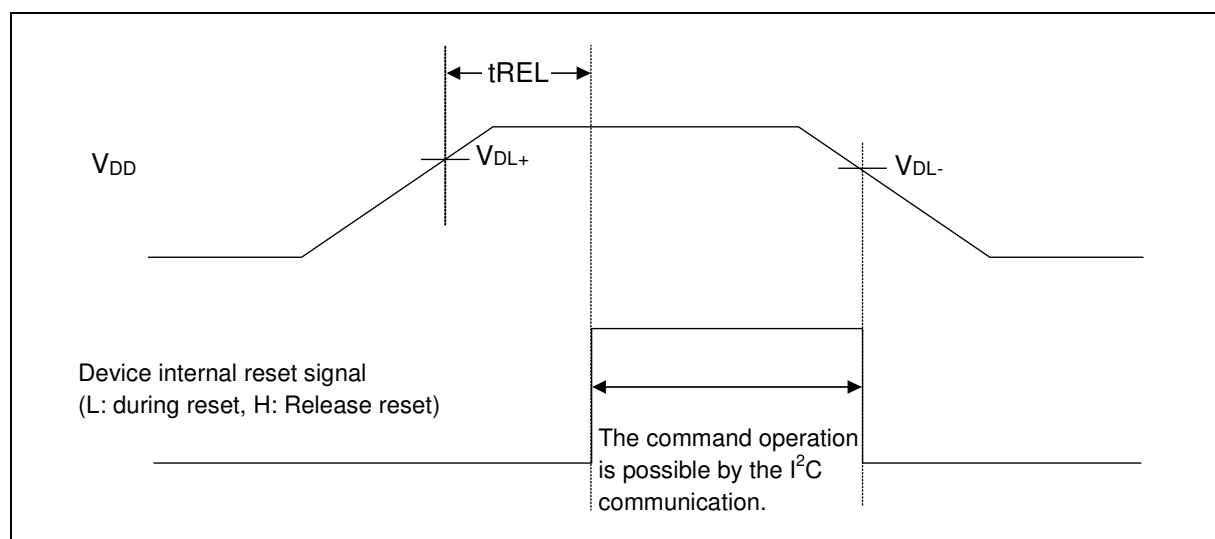 tREL
VDD
VDL+
VDL-
Device internal reset signal
(L: during reset, H: Release reset)
The command operation
is possible by the I²C
communication.